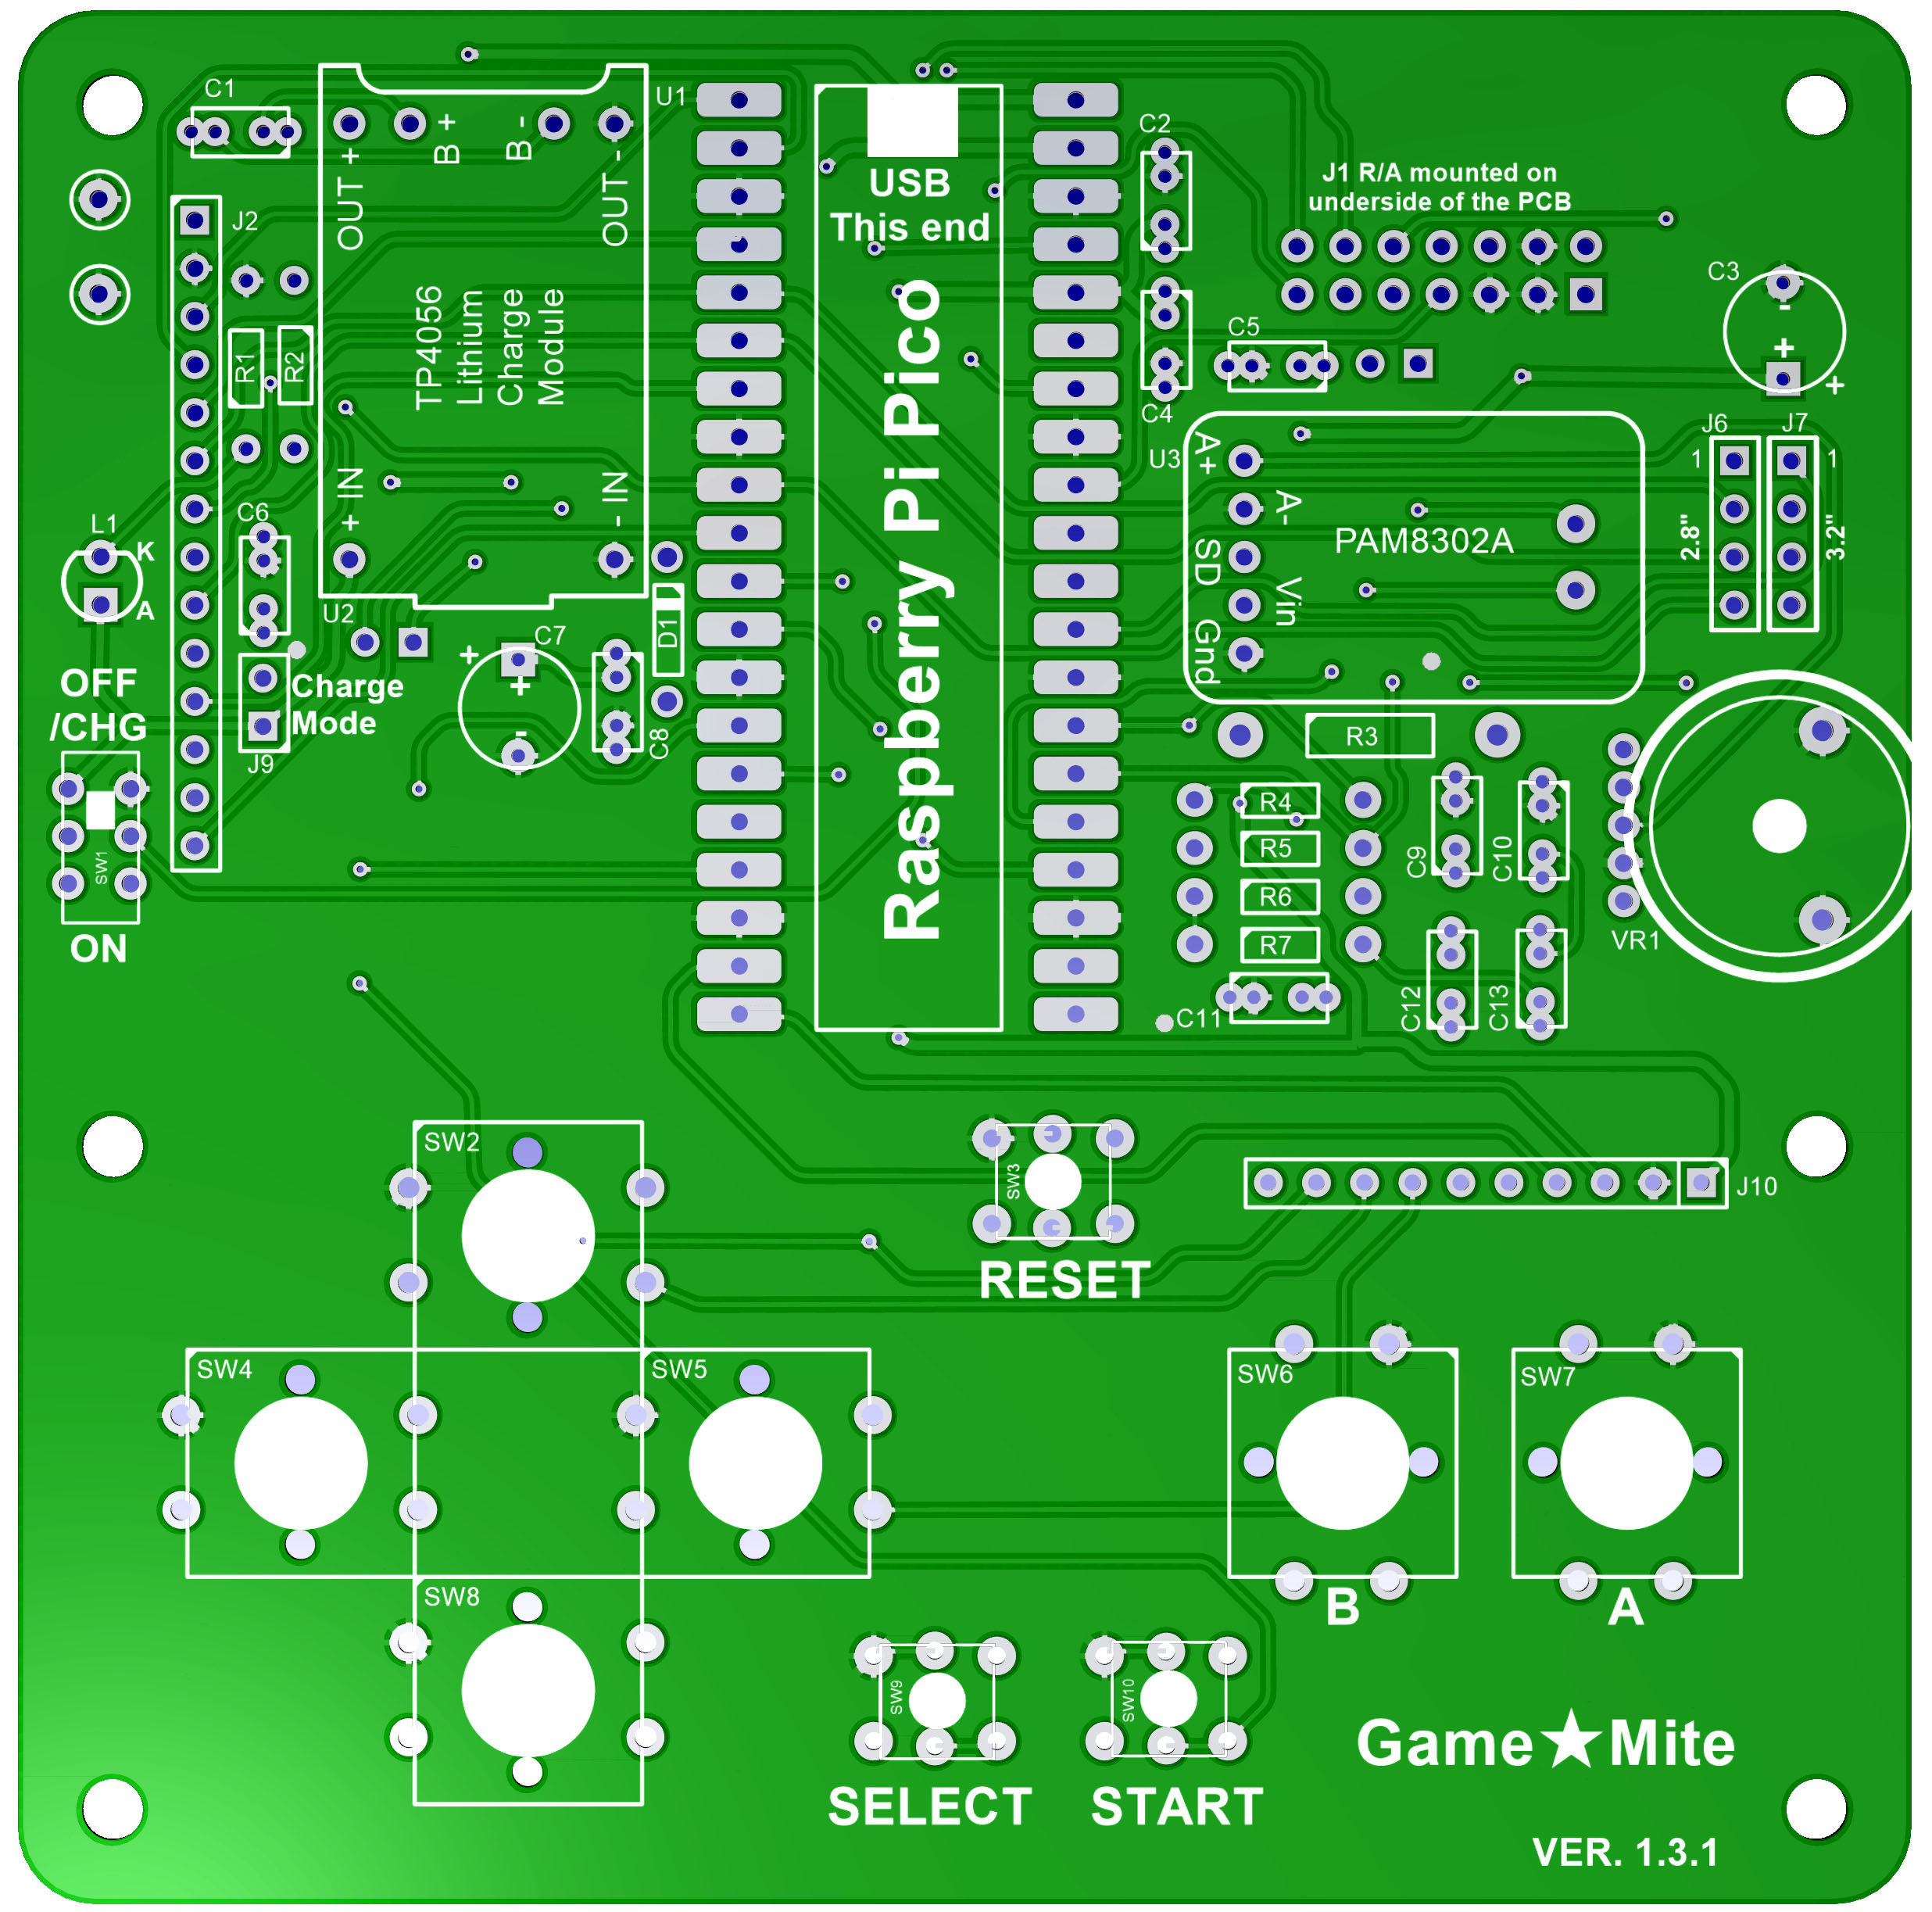 C1
U1
B +
B -
OUT +
OUT -
USB
This end
C2
J1 R/A mounted on
underside of the PCB
J2
C3
-
+
+
TP4056
Lithium
Charge
Module
R1
R2
C5
C4
Raspberry Pi Pico
A+
U3
A-
SD
Vin
Gnd
PAM8302A
J6
J7
1
1
2.8"
3.2"
+ IN
- IN
C6
L1
K
A
U2
C7
+
+
-
D1
C8
OFF
/CHG
Charge
Mode
J9
SW1
ON
R3
R4
R5
R6
R7
C9
C10
VR1
C11
C12
C13
SW2
SW3
RESET
J10
SW4
SW5
SW6
SW7
SW8
B
A
SW9
SW10
SELECT
START
Game★Mite
VER. 1.3.1